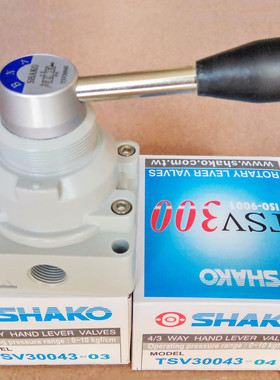 SHAKO
www.shako.com.tw
ROTARY LEVER VALVES
ISO-9001
TSV300
SHAKO
SHAKO
WAY HAND LEVER VALVES
Operating pressure range : 0~10 kgf/cm
MODEL
TSV30043-03
SHAKO
4/3 WAY HAND LEVER VALVES
Operating pressure range : 0~10 kgf/c
MODEL
TSV30043-04